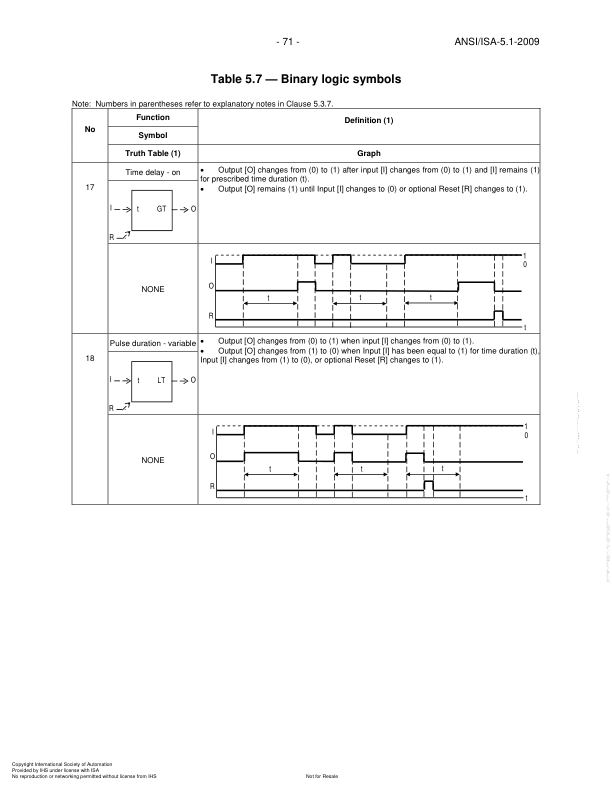 - 71 -
ANSI/ISA-5.1-2009
Table 5.7 — Binary logic symbols
Note: Numbers in parentheses refer to explanatory notes in Clause 5.3.7.
No
Function
Definition (1)
Symbol
Truth Table (1)
Graph
17
Time delay - on
• Output [O] changes from (0) to (1) after input [I] changes from (0) to (1) and [I] remains (1)
for prescribed time duration (t).
• Output [O] remains (1) until Input [I] changes to (0) or optional Reset [R] changes to (1).
I t GT O
R
NONE
I 1
0
O
t t t
R
t
18
Pulse duration - variable
• Output [O] changes from (0) to (1) when input [I] changes from (0) to (1).
• Output [O] changes from (1) to (0) when Input [I] has been equal to (1) for time duration (t),
Input [I] changes from (1) to (0), or optional Reset [R] changes to (1).
I t LT O
R
NONE
I 1
0
O
t t t
R
t
Copyright International Society of Automation
Provided by IHS under license with ISA
No reproduction or networking permitted without license from IHS
Not for Resale